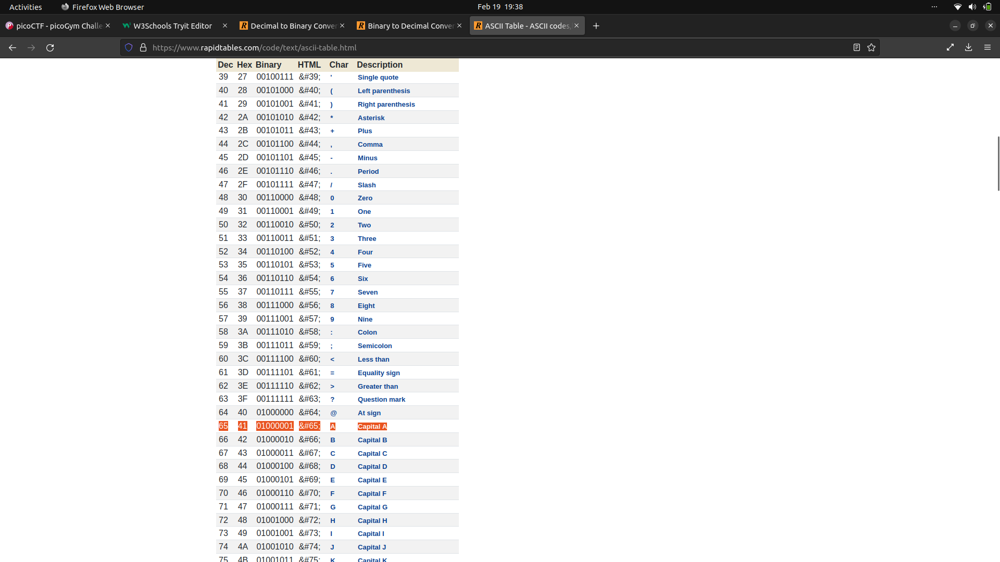 Activities Firefox Web Browser Feb 19 19:38
picoCTF - picoGym Challe W3Schools Tryit Editor Decimal to Binary Conver Binary to Decimal Conver ASCII Table - ASCII codes,
https://www.rapidtables.com/code/text/ascii-table.html
Dec Hex Binary HTML Char Description
39 27 00100111 &#39; ' Single quote
40 28 00101000 &#40; ( Left parenthesis
41 29 00101001 &#41; ) Right parenthesis
42 2A 00101010 &#42; * Asterisk
43 2B 00101011 &#43; + Plus
44 2C 00101100 &#44; , Comma
45 2D 00101101 &#45; - Minus
46 2E 00101110 &#46; . Period
47 2F 00101111 &#47; / Slash
48 30 00110000 &#48; 0 Zero
49 31 00110001 &#49; 1 One
50 32 00110010 &#50; 2 Two
51 33 00110011 &#51; 3 Three
52 34 00110100 &#52; 4 Four
53 35 00110101 &#53; 5 Five
54 36 00110110 &#54; 6 Six
55 37 00110111 &#55; 7 Seven
56 38 00111000 &#56; 8 Eight
57 39 00111001 &#57; 9 Nine
58 3A 00111010 &#58; : Colon
59 3B 00111011 &#59; ; Semicolon
60 3C 00111100 &#60; < Less than
61 3D 00111101 &#61; = Equality sign
62 3E 00111110 &#62; > Greater than
63 3F 00111111 &#63; ? Question mark
64 40 01000000 &#64; @ At sign
65 41 01000001 &#65; A Capital A
66 42 01000010 &#66; B Capital B
67 43 01000011 &#67; C Capital C
68 44 01000100 &#68; D Capital D
69 45 01000101 &#69; E Capital E
70 46 01000110 &#70; F Capital F
71 47 01000111 &#71; G Capital G
72 48 01001000 &#72; H Capital H
73 49 01001001 &#73; I Capital I
74 4A 01001010 &#74; J Capital J
75 4B 01001011 &#75; K Capital K